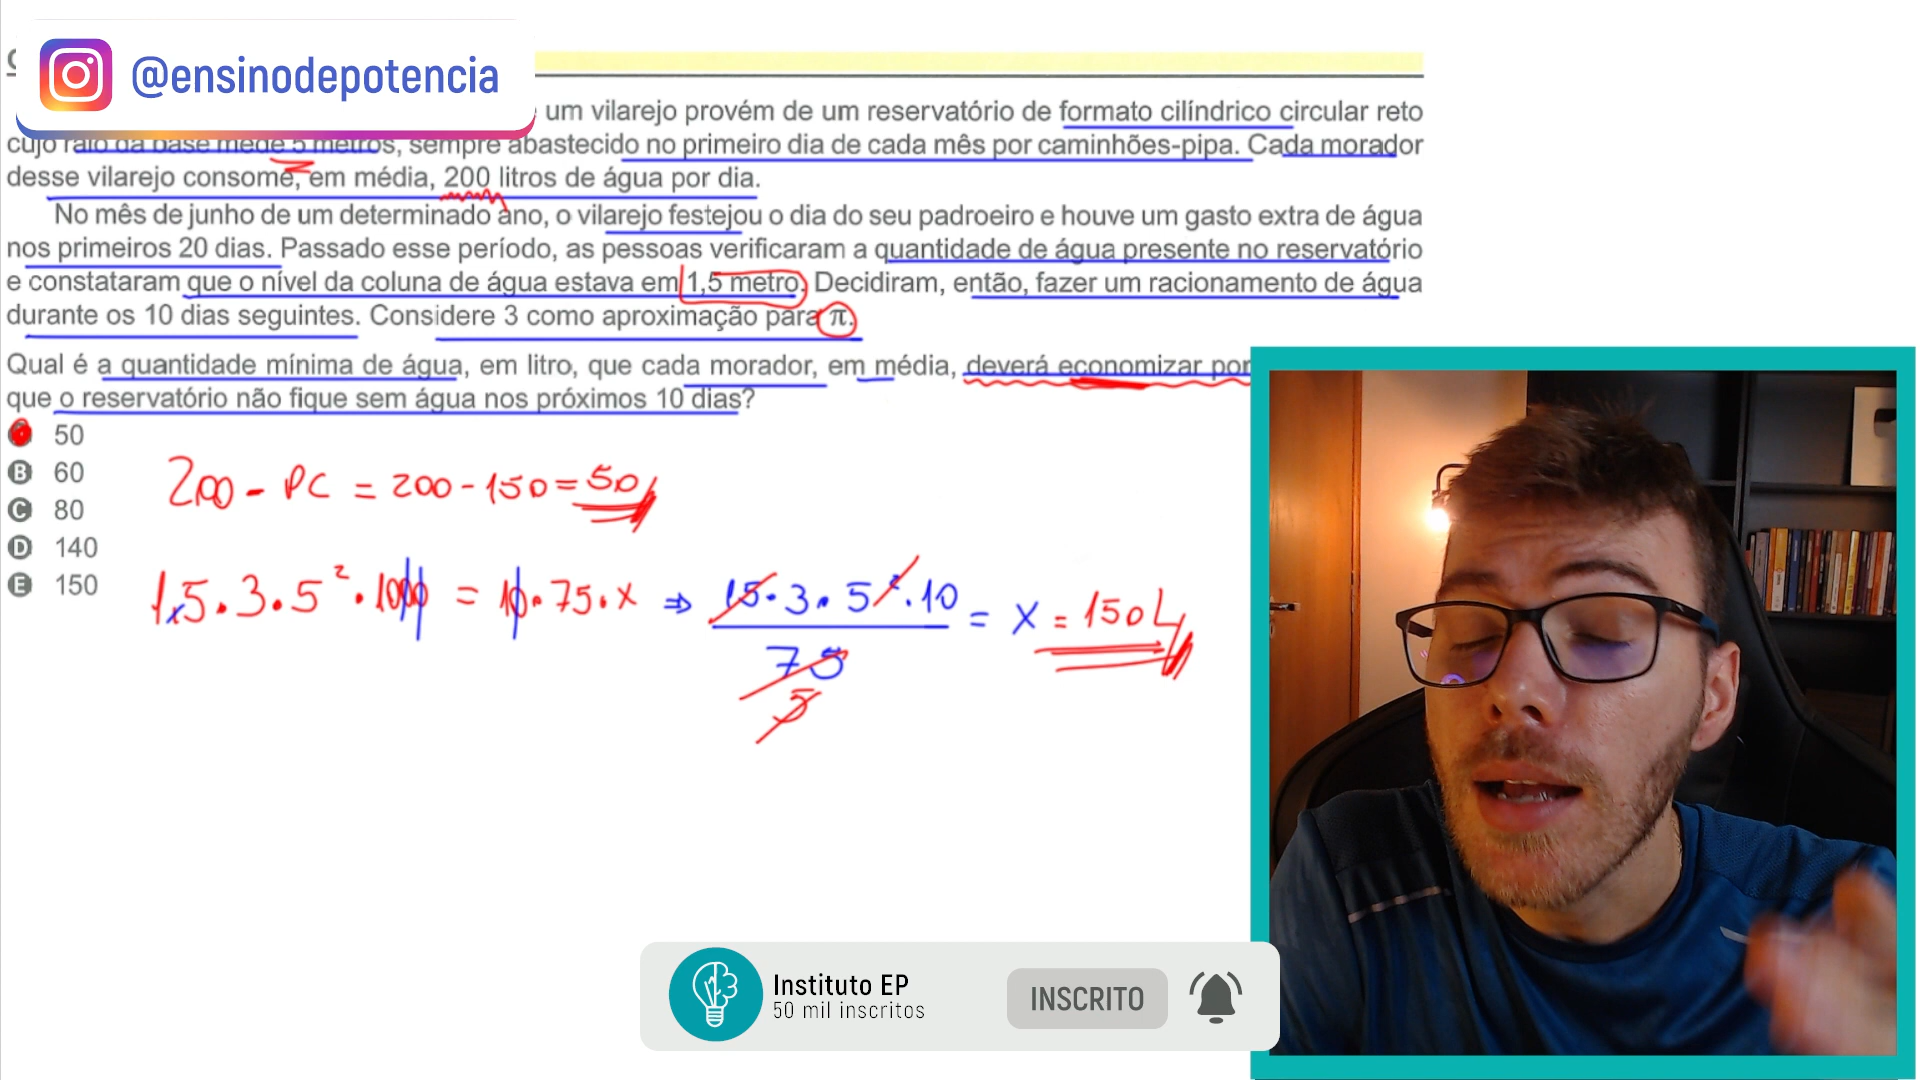 @ensinodepotencia
um vilarejo provém de um reservatório de formato cilíndrico circular reto
cujo raio da base mede 5 metros, sempre abastecido no primeiro dia de cada mês por caminhões-pipa. Cada morador
desse vilarejo consome, em média, 200 litros de água por dia.
No mês de junho de um determinado ano, o vilarejo festejou o dia do seu padroeiro e houve um gasto extra de água
nos primeiros 20 dias. Passado esse período, as pessoas verificaram a quantidade de água presente no reservatório
e constataram que o nível da coluna de água estava em 1,5 metro. Decidiram, então, fazer um racionamento de água
durante os 10 dias seguintes. Considere 3 como aproximação para π.
Qual é a quantidade mínima de água, em litro, que cada morador, em média, deverá economizar por
que o reservatório não fique sem água nos próximos 10 dias?
50
B 60
C 80
D 140
E 150
200 - PC = 200 - 150 = 50
1,5 . 3 . 5² . 1000 = 10 . 75 . x ⇒ 15 . 3 . 5² . 10 = x = 150 L
75
5
Instituto EP
50 mil inscritos
INSCRITO